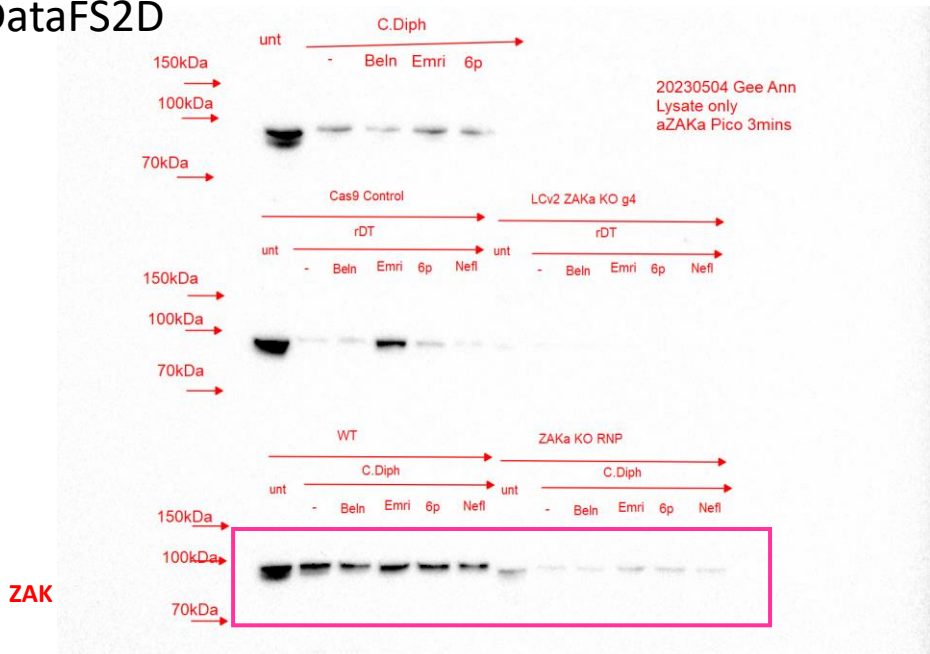 DataFS2D
C.Diph
unt
- Beln Emri 6p
150kDa
100kDa
70kDa
20230504 Gee Ann
Lysate only
aZAKa Pico 3mins
Cas9 Control LCv2 ZAKa KO g4
rDT rDT
unt - Beln Emri 6p Nefl unt - Beln Emri 6p Nefl
150kDa
100kDa
70kDa
WT ZAKa KO RNP
C.Diph C.Diph
unt - Beln Emri 6p Nefl unt - Beln Emri 6p Nefl
150kDa
100kDa
ZAK
70kDa